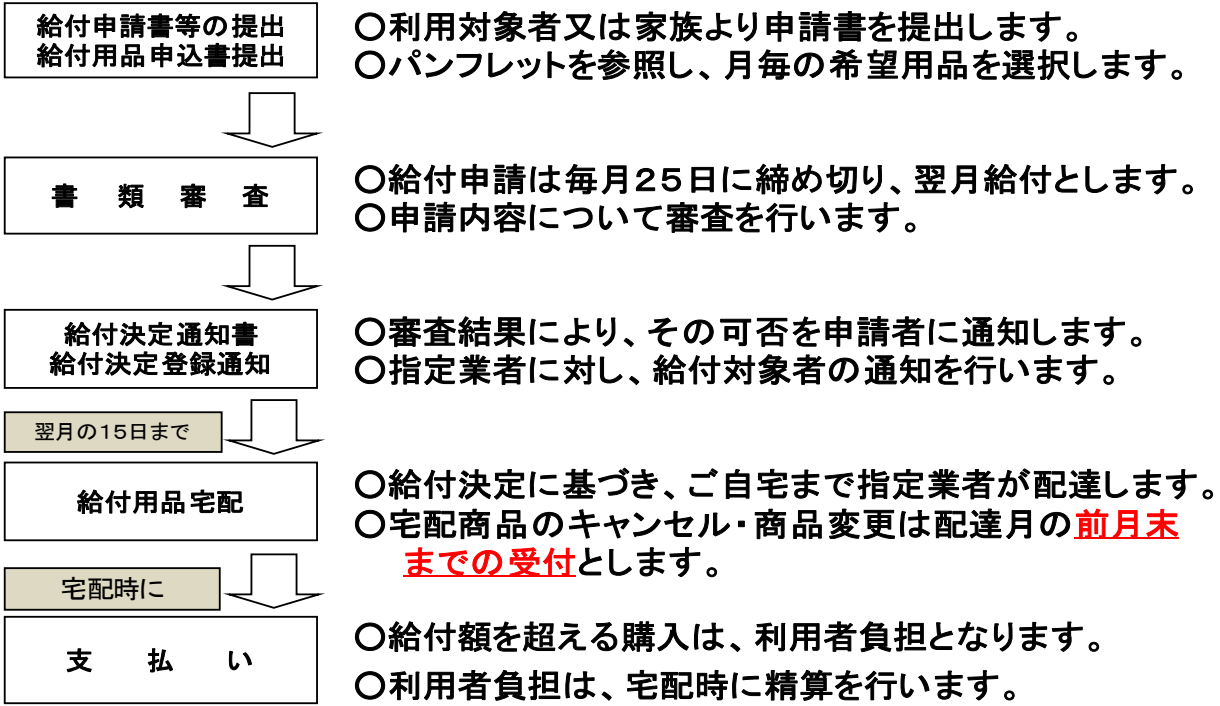 給付申請書等の提出
給付用品申込書提出
○利用対象者又は家族より申請書を提出します。
○パンフレットを参照し、月毎の希望用品を選択します。
書類審査
○給付申請は毎月25日に締め切り、翌月給付とします。
○申請内容について審査を行います。
給付決定通知書
給付決定登録通知
○審査結果により、その可否を申請者に通知します。
○指定業者に対し、給付対象者の通知を行います。
翌月の15日まで
給付用品宅配
○給付決定に基づき、ご自宅まで指定業者が配達します。
○宅配商品のキャンセル・商品変更は配達月の前月末
までの受付とします。
宅配時に
支払い
○給付額を超える購入は、利用者負担となります。
○利用者負担は、宅配時に精算を行います。